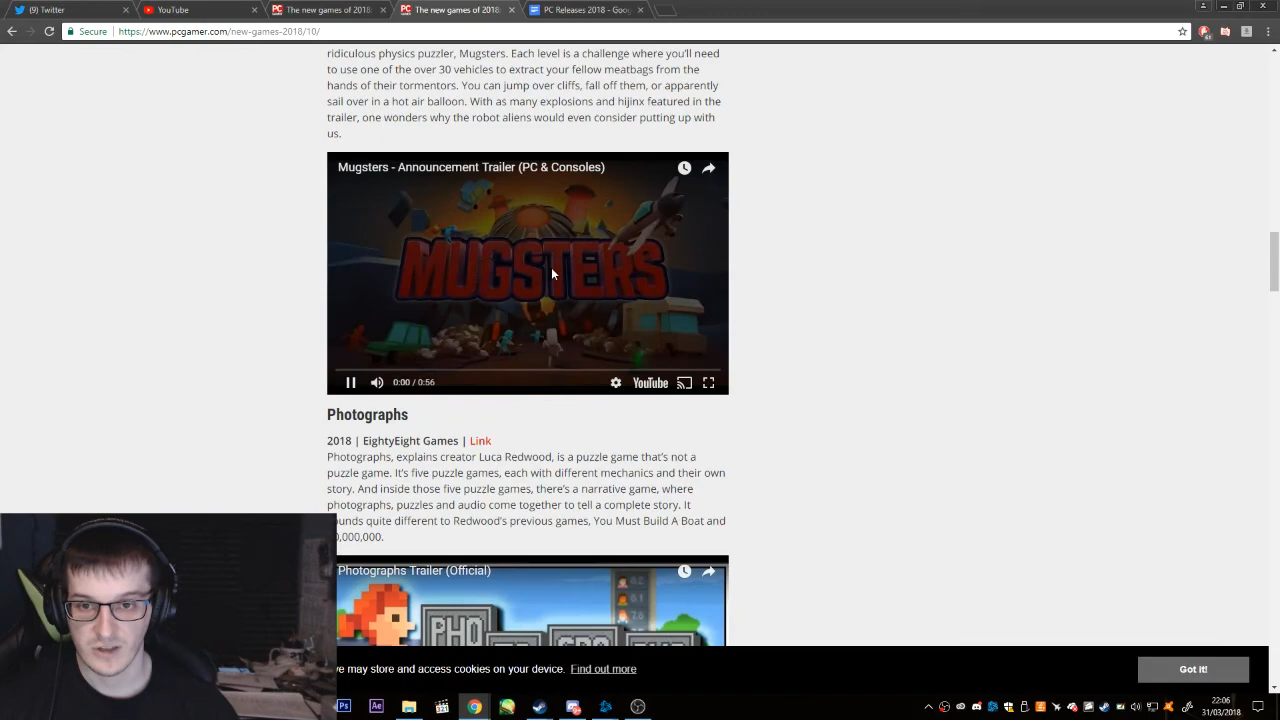 (9) Twitter
YouTube
The new games of 2018:
The new games of 2018:
PC Releases 2018 - Goo
Secure https://www.pcgamer.com/new-games-2018/10/
ridiculous physics puzzler, Mugsters. Each level is a challenge where you'll need
to use one of the over 30 vehicles to extract your fellow meatbags from the
hands of their tormentors. You can jump over cliffs, fall off them, or apparently
sail over in a hot air balloon. With as many explosions and hijinx featured in the
trailer, one wonders why the robot aliens would even consider putting up with
us.
Mugsters - Announcement Trailer (PC & Consoles)
MUGSTERS
0:00 / 0:56
YouTube
Photographs
2018 | EightyEight Games | Link
Photographs, explains creator Luca Redwood, is a puzzle game that's not a
puzzle game. It's five puzzle games, each with different mechanics and their own
story. And inside those five puzzle games, there's a narrative game, where
photographs, puzzles and audio come together to tell a complete story. It
ounds quite different to Redwood's previous games, You Must Build A Boat and
0,000,000.
Photographs Trailer (Official)
PHO
we may store and access cookies on your device. Find out more
Got it!
Ps
Ae
22:06
31/03/2018